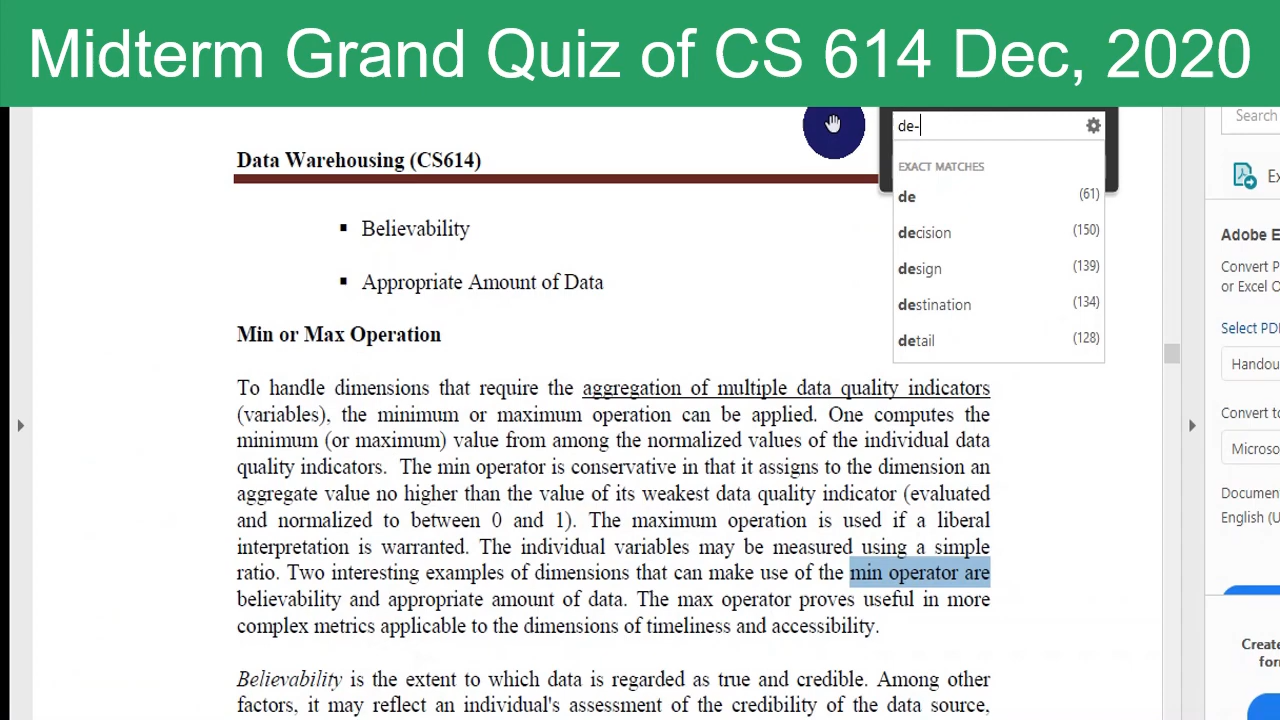 Midterm Grand Quiz of CS 614 Dec, 2020
de-
Search
EXACT MATCHES
de (61)
decision (150)
design (139)
destination (134)
detail (128)
Data Warehousing (CS614)
▪ Believability
▪ Appropriate Amount of Data
Min or Max Operation
To handle dimensions that require the aggregation of multiple data quality indicators
(variables), the minimum or maximum operation can be applied. One computes the
minimum (or maximum) value from among the normalized values of the individual data
quality indicators. The min operator is conservative in that it assigns to the dimension an
aggregate value no higher than the value of its weakest data quality indicator (evaluated
and normalized to between 0 and 1). The maximum operation is used if a liberal
interpretation is warranted. The individual variables may be measured using a simple
ratio. Two interesting examples of dimensions that can make use of the min operator are
believability and appropriate amount of data. The max operator proves useful in more
complex metrics applicable to the dimensions of timeliness and accessibility.
Believability is the extent to which data is regarded as true and credible. Among other
factors, it may reflect an individual's assessment of the credibility of the data source,
Ex
Adobe E
Convert P
or Excel O
Select PD
Handou
Convert to
Microso
Documen
English (U
Create
for